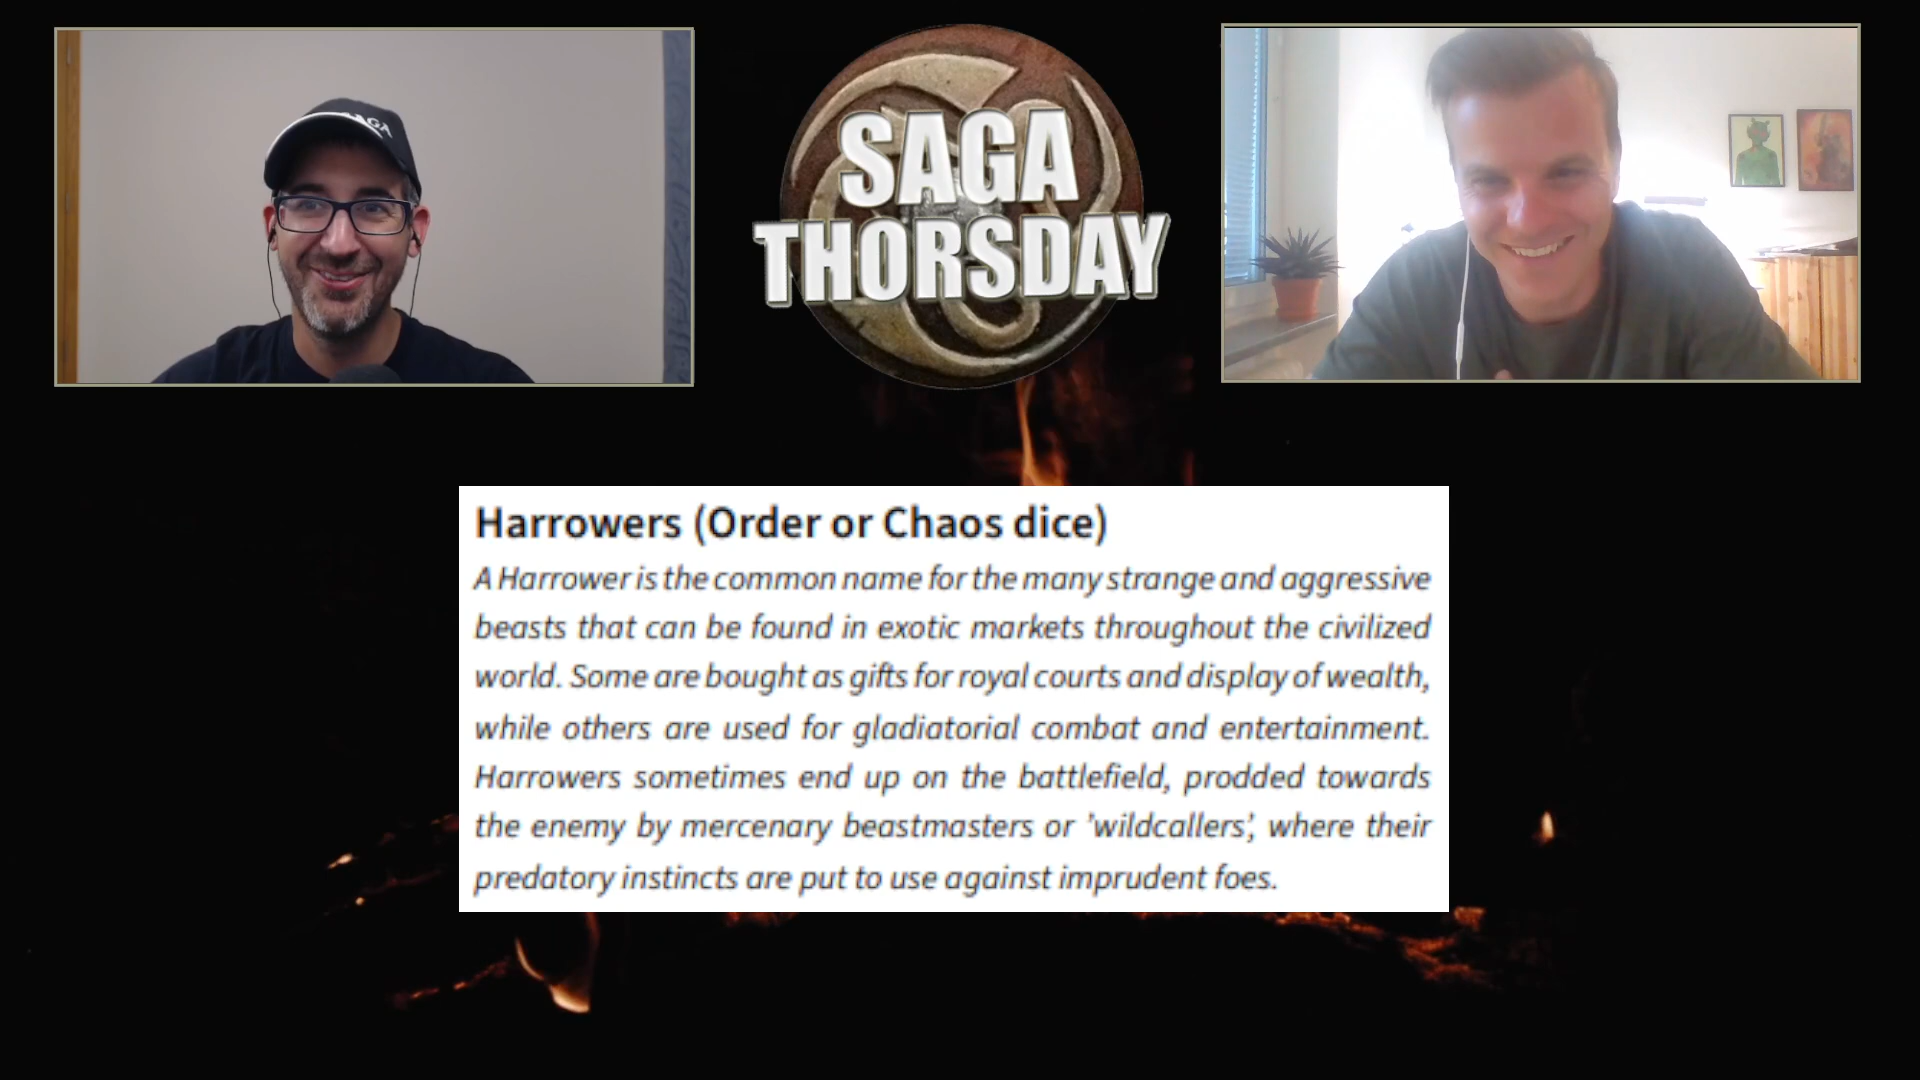 SAGA
SAGA
THORSDAY
Harrowers (Order or Chaos dice)
A Harrower is the common name for the many strange and aggressive
beasts that can be found in exotic markets throughout the civilized
world. Some are bought as gifts for royal courts and display of wealth,
while others are used for gladiatorial combat and entertainment.
Harrowers sometimes end up on the battlefield, prodded towards
the enemy by mercenary beastmasters or 'wildcallers', where their
predatory instincts are put to use against imprudent foes.